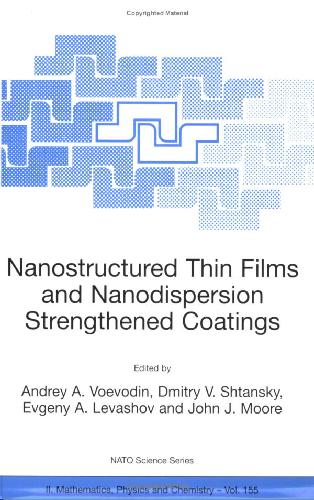 Copyrighted Material
Nanostructured Thin Films
and Nanodispersion
Strengthened Coatings
Edited by
Andrey A. Voevodin, Dmitry V. Shtansky,
Evgeny A. Levashov and John J. Moore
NATO Science Series
II. Mathematics, Physics and Chemistry – Vol. 155